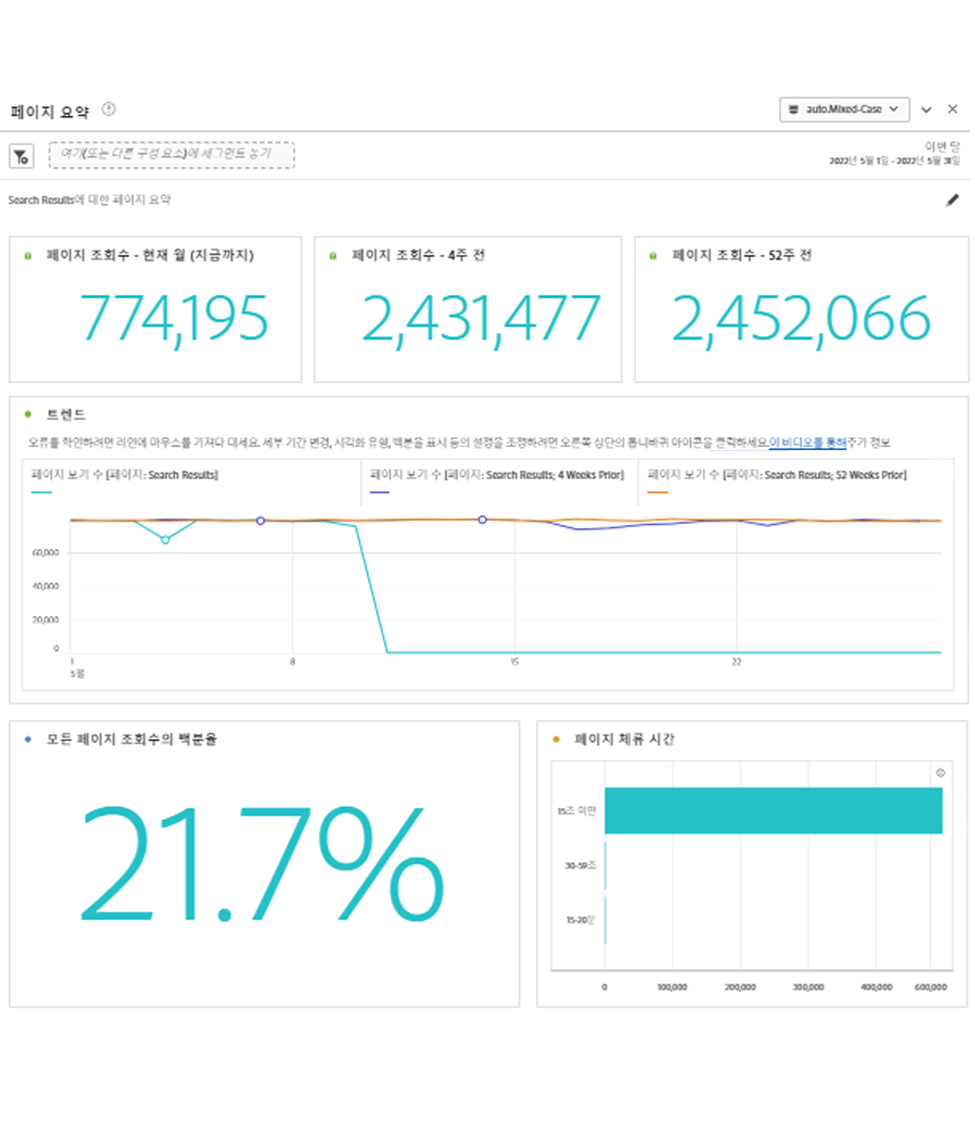 페이지 요약
auto.Mixed-Case
여기(또는 다른 구성 요소)에 세그먼트 놓기
이번 달
2022년 5월 1일 - 2022년 5월 31일
Search Results에 대한 페이지 요약
페이지 조회수 - 현재 월 (지금까지)
774,195
페이지 조회수 - 4주 전
2,431,477
페이지 조회수 - 52주 전
2,452,066
트렌드
오류를 확인하려면 라인에 마우스를 가져다 대세요. 세부 기간 변경, 시각화 유형, 백분율 표시 등의 설정을 조정하려면 오른쪽 상단의 톱니바퀴 아이콘을 클릭하세요.이 비디오를 통해추가 정보
페이지 보기 수 [페이지: Search Results]
페이지 보기 수 [페이지: Search Results; 4 Weeks Prior]
페이지 보기 수 [페이지: Search Results; 52 Weeks Prior]
60,000
40,000
20,000
0
1 8 15 22
5월
모든 페이지 조회수의 백분율
21.7%
페이지 체류 시간
15초 미만
30-59초
15-20분
0 100,000 200,000 300,000 400,000 600,000